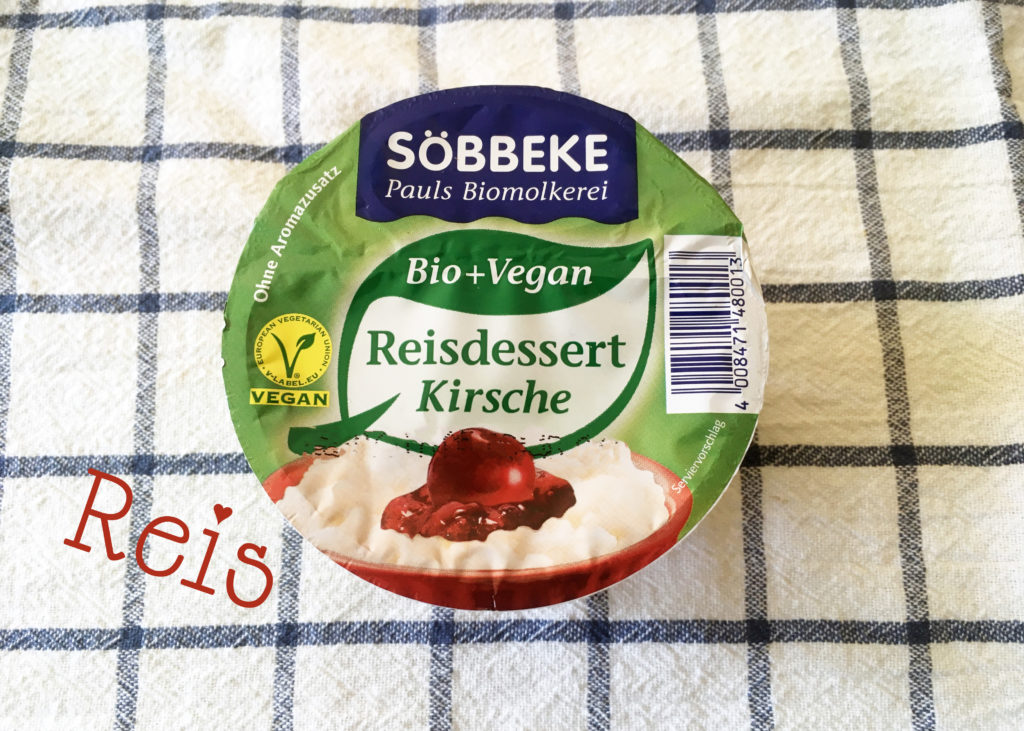 SÖBBEKE
Pauls Biomolkerei
Ohne Aromazusatz
Bio+Vegan
Reisdessert
Kirsche
EUROPEAN VEGETARIAN UNION
V-LABEL.EU
VEGAN
4 008471 480013
Serviervorschlag
Reis